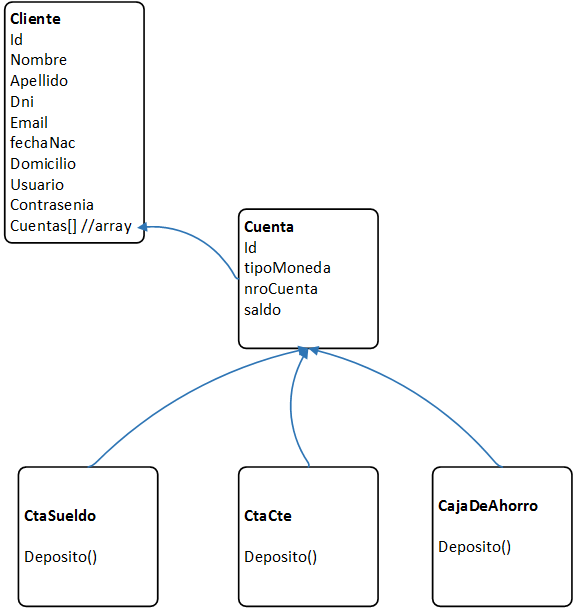 Cliente
Id
Nombre
Apellido
Dni
Email
fechaNac
Domicilio
Usuario
Contrasenia
Cuentas[] //array
Cuenta
Id
tipoMoneda
nroCuenta
saldo
CtaSueldo
Deposito()
CtaCte
Deposito()
CajaDeAhorro
Deposito()